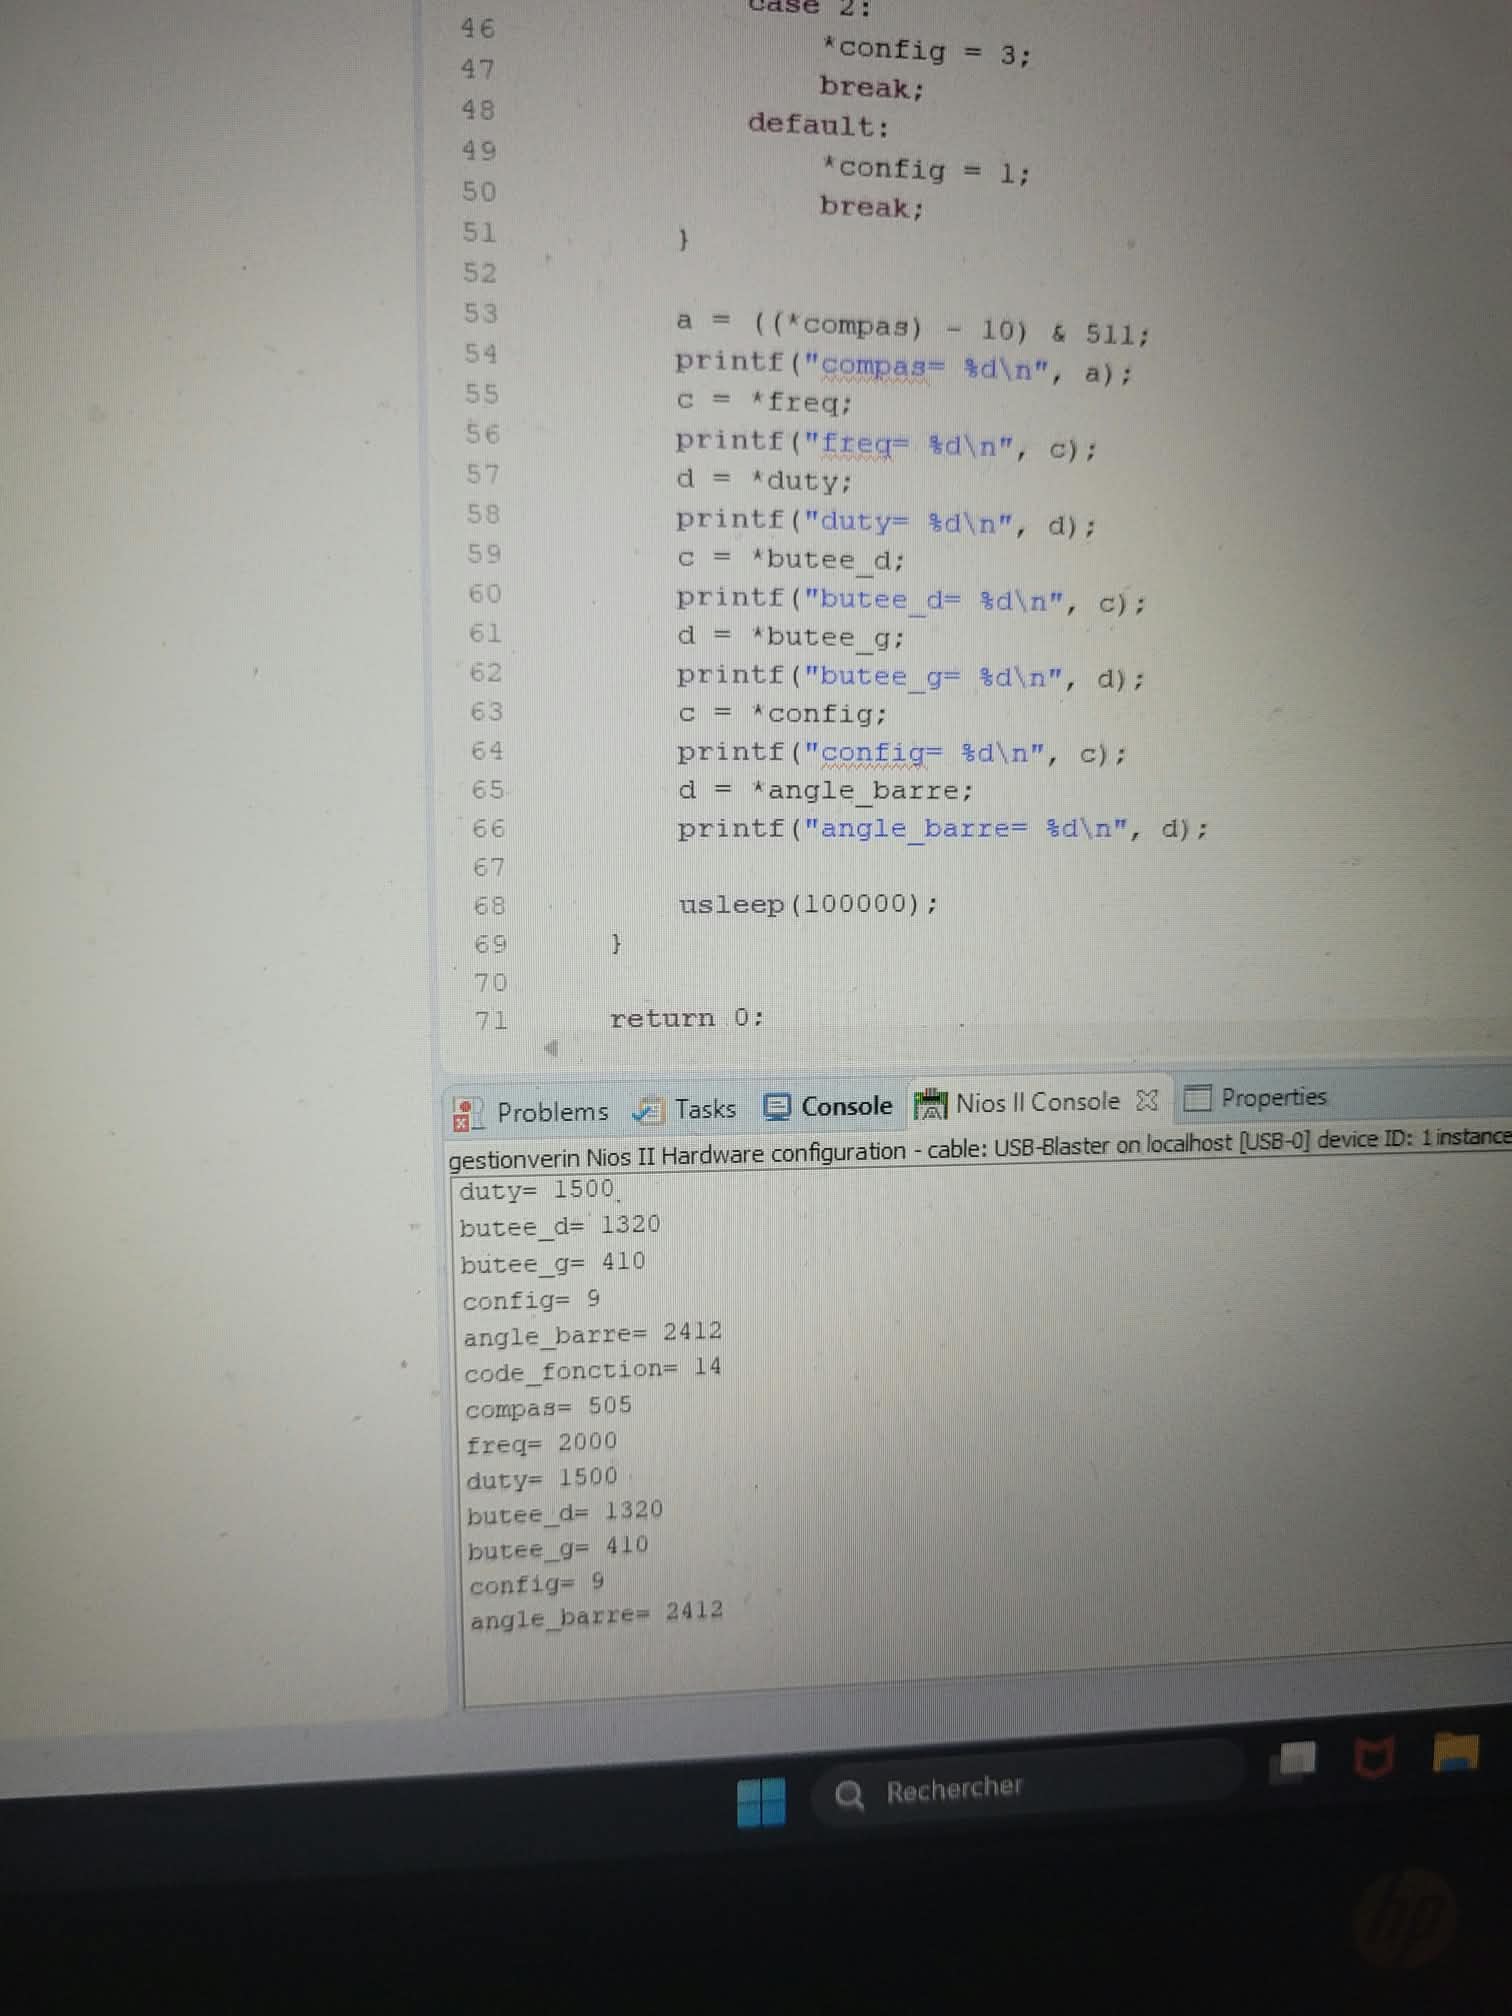 case 2:
46
*config = 3;
47
break;
48
default:
49
*config = 1;
50
break;
51 }
52
53 a = ((*compas) - 10) & 511;
54 printf("compas= %d\n", a);
55 c = *freq;
56 printf("freq= %d\n", c);
57 d = *duty;
58 printf("duty= %d\n", d);
59 c = *butee_d;
60 printf("butee_d= %d\n", c);
61 d = *butee_g;
62 printf("butee_g= %d\n", d);
63 c = *config;
64 printf("config= %d\n", c);
65 d = *angle_barre;
66 printf("angle_barre= %d\n", d);
67
68 usleep(100000);
69 }
70
71 return 0;
Problems Tasks Console Nios II Console Properties
gestionverin Nios II Hardware configuration - cable: USB-Blaster on localhost [USB-0] device ID: 1 instance
duty= 1500
butee_d= 1320
butee_g= 410
config= 9
angle_barre= 2412
code_fonction= 14
compas= 505
freq= 2000
duty= 1500
butee_d= 1320
butee_g= 410
config= 9
angle_barre= 2412
Rechercher
hp